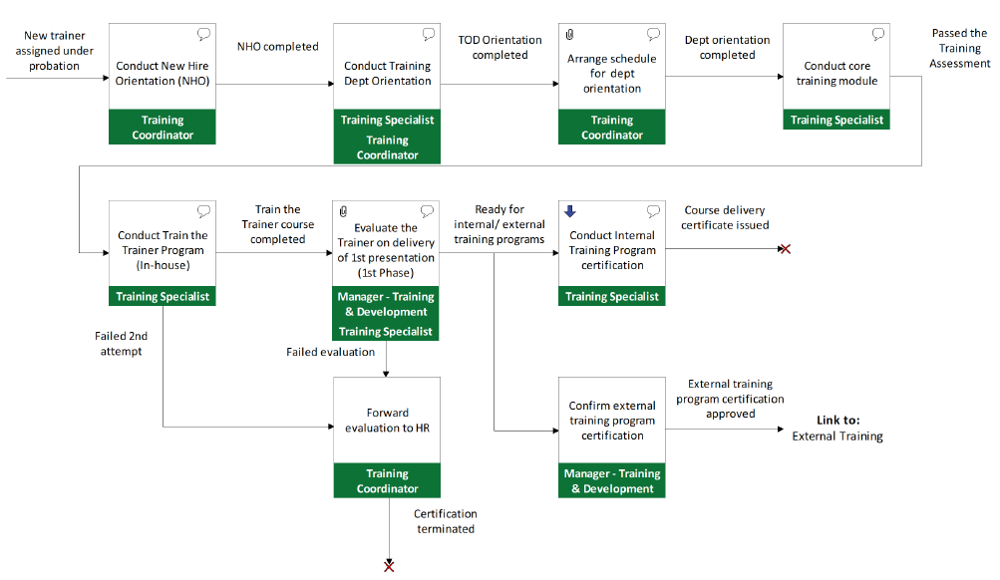 New trainer
assigned under
probation
Conduct New Hire
Orientation (NHO)
Training
Coordinator
NHO completed
Conduct Training
Dept Orientation
Training Specialist
Training
Coordinator
TOD Orientation
completed
Arrange schedule
for dept
orientation
Training
Coordinator
Dept orientation
completed
Conduct core
training module
Training Specialist
Passed the
Training
Assessment
Conduct Train the
Trainer Program
(In-house)
Training Specialist
Train the
Trainer course
completed
Evaluate the
Trainer on delivery
of 1st presentation
(1st Phase)
Manager - Training
& Development
Training Specialist
Ready for
internal/ external
training programs
Conduct Internal
Training Program
certification
Training Specialist
Course delivery
certificate issued
Failed 2nd
attempt
Failed evaluation
Forward
evaluation to HR
Training
Coordinator
Confirm external
training program
certification
Manager - Training
& Development
External training
program certification
approved
Link to:
External Training
Certification
terminated